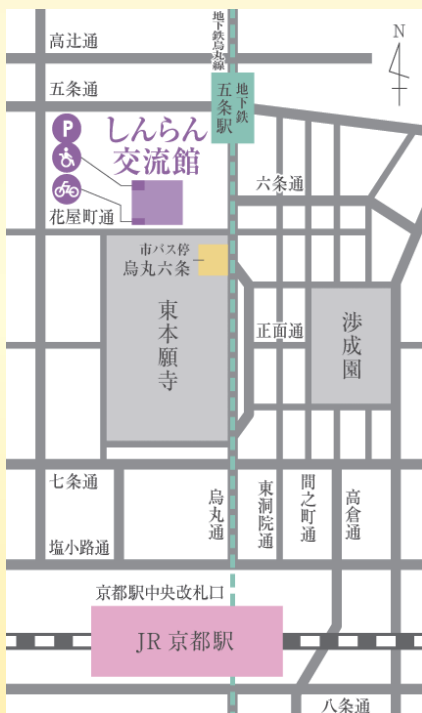 地下鉄烏丸線
N
高辻通
五条通
地下鉄
五条駅
P
しんらん
交流館
六条通
花屋町通
市バス停
烏丸六条
東本願寺
正面通
渉成園
七条通
烏丸通
東洞院通
間之町通
高倉通
塩小路通
京都駅中央改札口
JR 京都駅
八条通